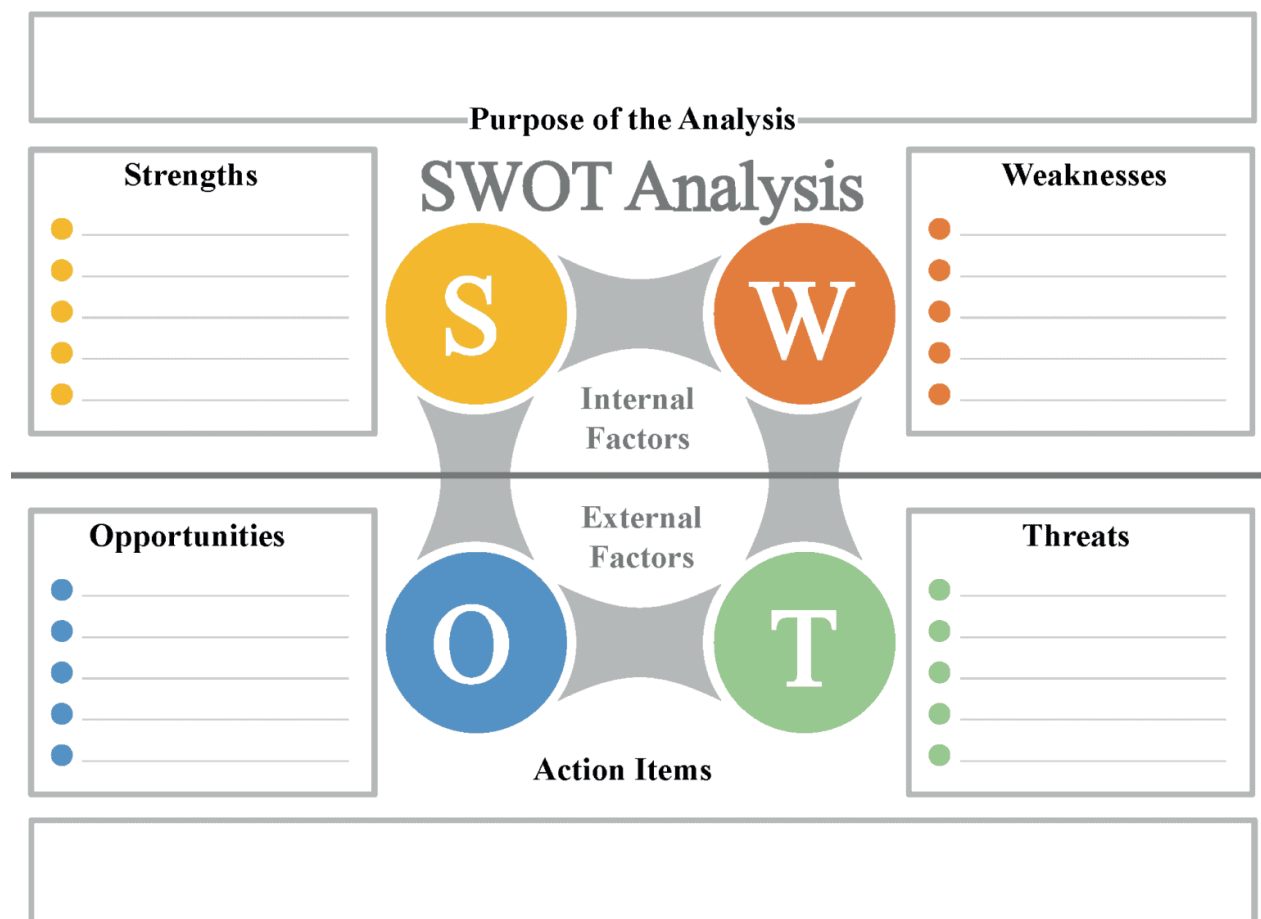 Purpose of the Analysis
Strengths
SWOT Analysis
Weaknesses
S
W
Internal
Factors
External
Factors
Opportunities
Threats
O
T
Action Items